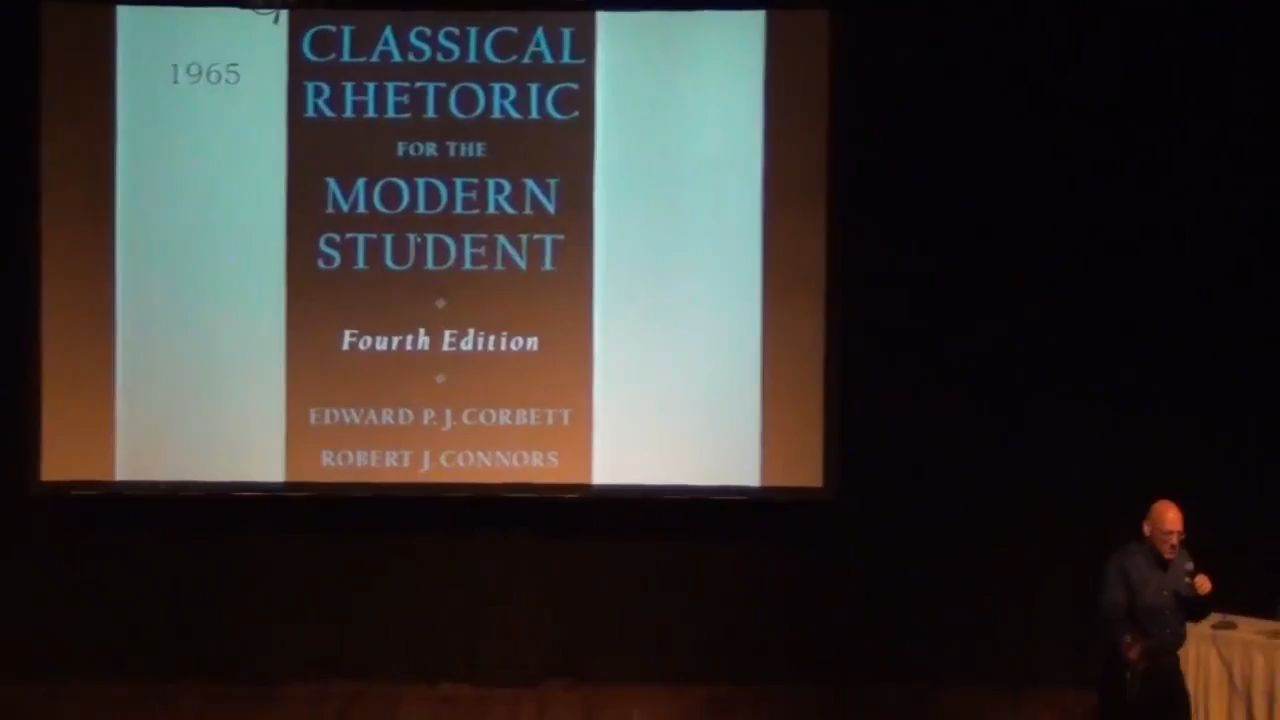 1965
CLASSICAL
RHETORIC
FOR THE
MODERN
STUDENT
Fourth Edition
EDWARD P. J. CORBETT
ROBERT J. CONNORS